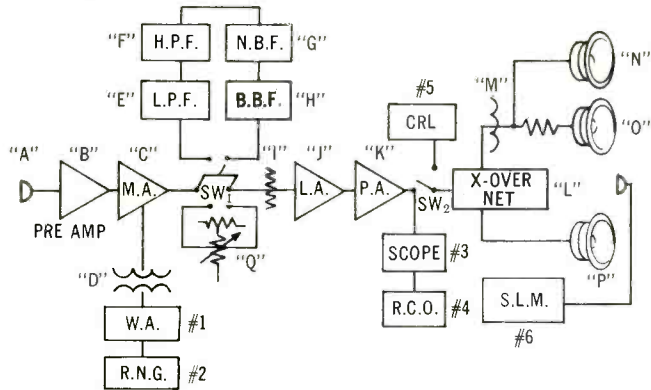 "F" H.P.F. N.B.F. "G"
"E" L.P.F. B.B.F. "H"
"A" "B" "C" "I" "J" "K" #5 "M" "N"
CRL "O"
M.A. SW1 L.A. P.A. SW2 X-OVER NET "L"
PRE AMP
"Q"
"D" SCOPE #3 "P"
W.A. #1 R.C.O. #4 S.L.M.
R.N.G. #2 #6